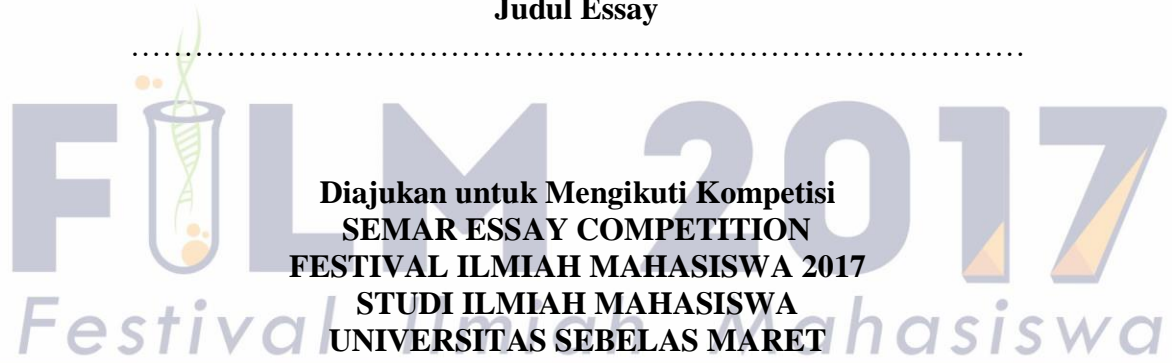 Judul Essay
……………………………………………………………………………
FILM 2017
Diajukan untuk Mengikuti Kompetisi
SEMAR ESSAY COMPETITION
FESTIVAL ILMIAH MAHASISWA 2017
STUDI ILMIAH MAHASISWA
UNIVERSITAS SEBELAS MARET
Festival Ilmiah Mahasiswa